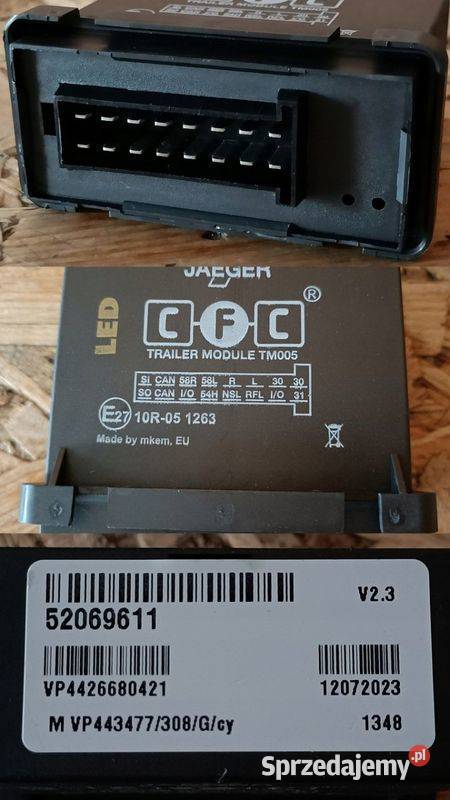 JAEGER
LED
CFC®
TRAILER MODULE TM005
SI CAN 58R 58L R L 30 30
SO CAN I/O 54H NSL RFL I/O 31
E27 10R-05 1263
Made by mkem, EU
52069611
V2.3
VP4426680421
12072023
M VP443477/308/G/cy
1348
Sprzedajemy.pl